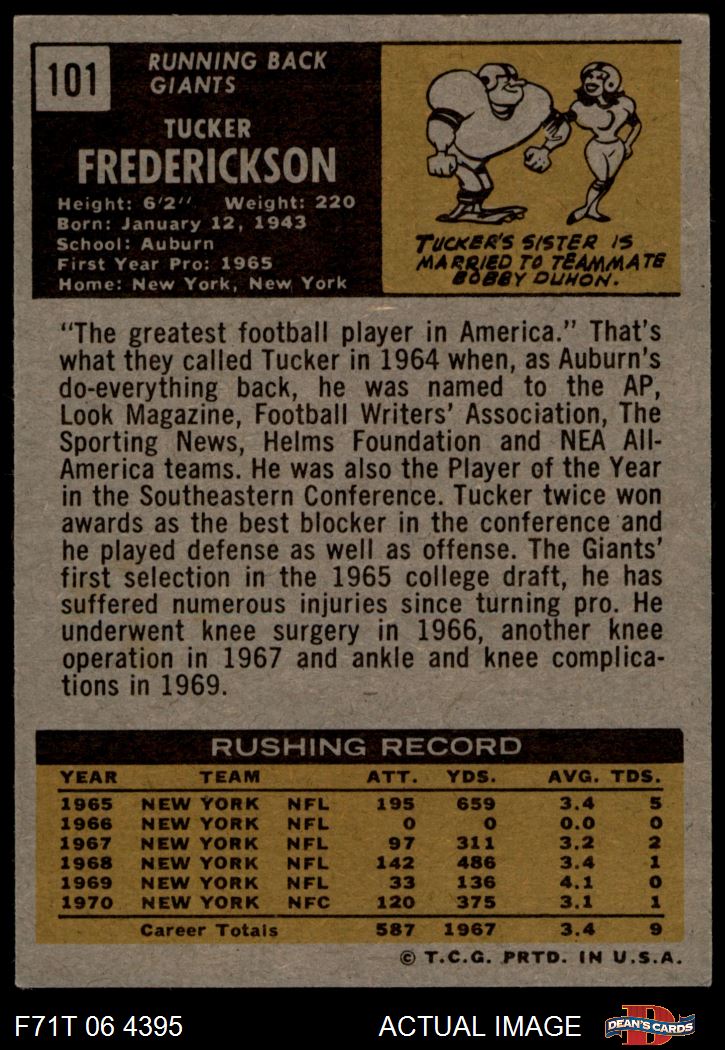 101
RUNNING BACK
GIANTS
TUCKER
FREDERICKSON
Height: 6'2" Weight: 220
Born: January 12, 1943
School: Auburn
First Year Pro: 1965
Home: New York, New York
TUCKER'S SISTER IS
MARRIED TO TEAMMATE
BOBBY DUHON.
"The greatest football player in America." That's
what they called Tucker in 1964 when, as Auburn's
do-everything back, he was named to the AP,
Look Magazine, Football Writers' Association, The
Sporting News, Helms Foundation and NEA All-
America teams. He was also the Player of the Year
in the Southeastern Conference. Tucker twice won
awards as the best blocker in the conference and
he played defense as well as offense. The Giants'
first selection in the 1965 college draft, he has
suffered numerous injuries since turning pro. He
underwent knee surgery in 1966, another knee
operation in 1967 and ankle and knee complica-
tions in 1969.
RUSHING RECORD
YEAR TEAM ATT. YDS. AVG. TDS.
1965 NEW YORK NFL 195 659 3.4 5
1966 NEW YORK NFL 0 0 0.0 0
1967 NEW YORK NFL 97 311 3.2 2
1968 NEW YORK NFL 142 486 3.4 1
1969 NEW YORK NFL 33 136 4.1 0
1970 NEW YORK NFC 120 375 3.1 1
Career Totals 587 1967 3.4 9
© T.C.G. PRTD. IN U.S.A.
F71T 06 4395 ACTUAL IMAGE D DEAN'S CARDS